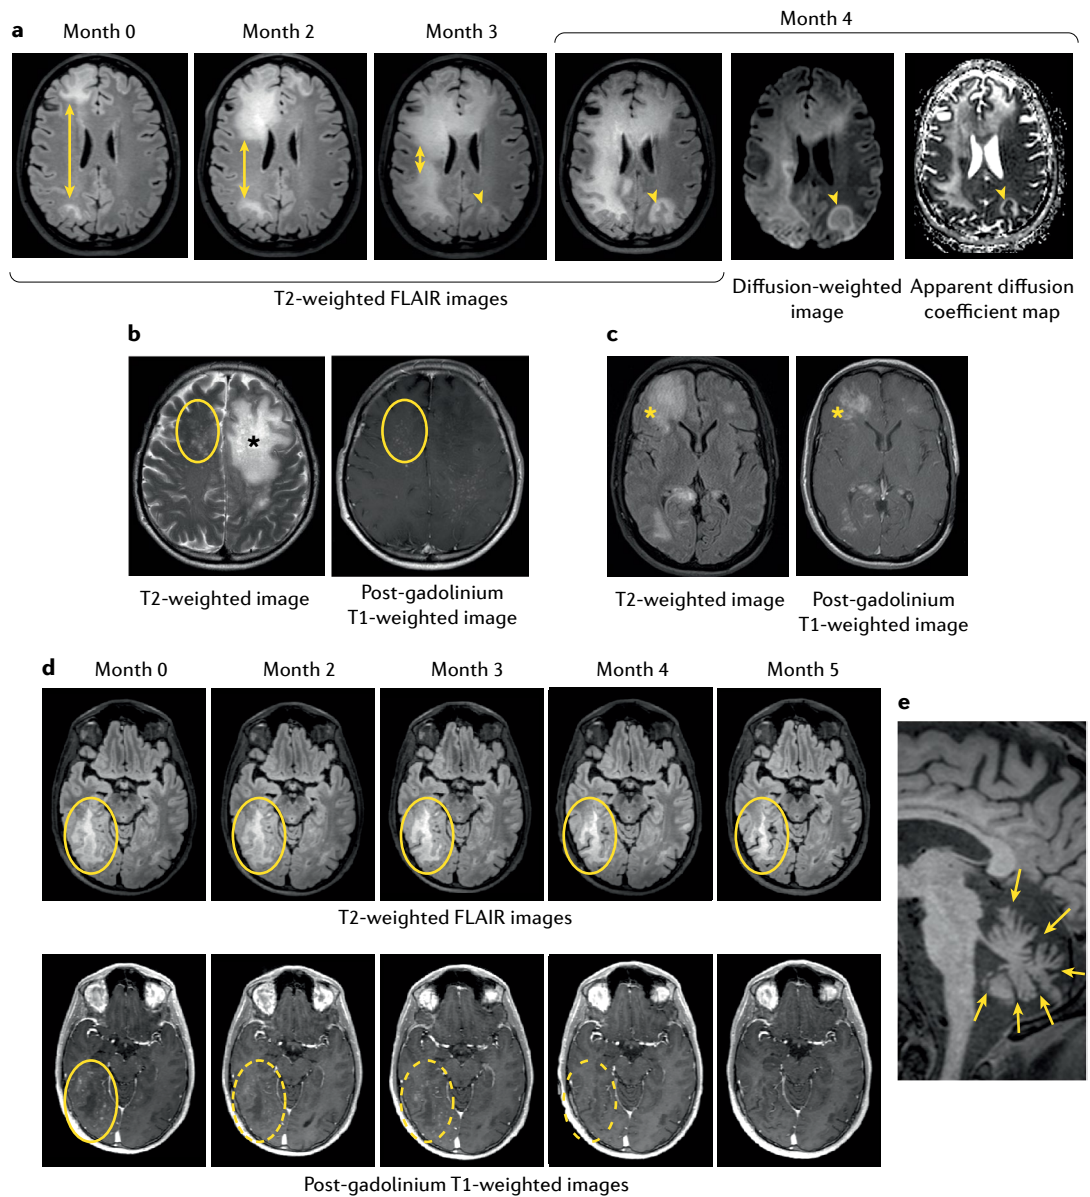 a
Month 0
Month 2
Month 3
Month 4
T2-weighted FLAIR images
Diffusion-weighted
image
Apparent diffusion
coefficient map
b
*
T2-weighted image
Post-gadolinium
T1-weighted image
c
*
*
T2-weighted image
Post-gadolinium
T1-weighted image
d
Month 0
Month 2
Month 3
Month 4
Month 5
e
T2-weighted FLAIR images
Post-gadolinium T1-weighted images